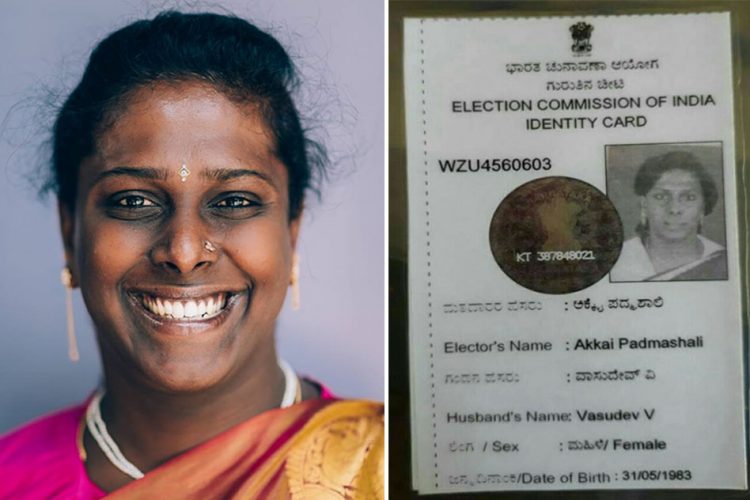 ಭಾರತ ಚುನಾವಣಾ ಆಯೋಗ
ಗುರುತಿನ ಚೀಟಿ
ELECTION COMMISSION OF INDIA
IDENTITY CARD
WZU4560603
KT 387848021
ಮತದಾರರ ಹೆಸರು : ಅಕ್ಕೈ ಪದ್ಮಶಾಲಿ
Elector's Name : Akkai Padmashali
ಗಂಡನ ಹೆಸರು : ವಾಸುದೇವ್ ವಿ
Husband's Name: Vasudev V
ಲಿಂಗ / Sex : ಮಹಿಳೆ/ Female
ಜನ್ಮ ದಿನಾಂಕ/Date of Birth : 31/05/1983